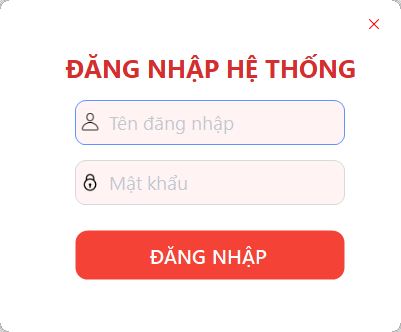 ĐĂNG NHẬP HỆ THỐNG
Tên đăng nhập
Mật khẩu
ĐĂNG NHẬP